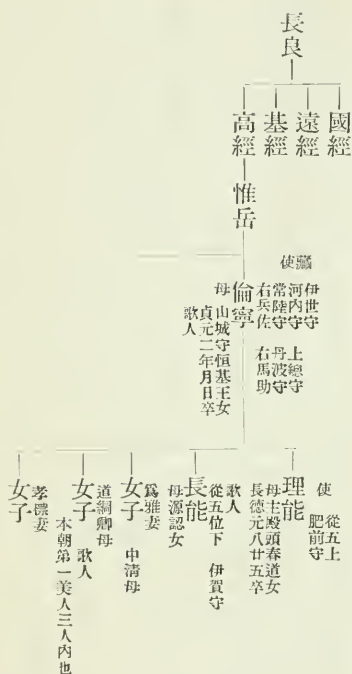 長良
國經
遠經
基經
高經
惟岳
使藏
伊世守
河内守　上總守
常陸守　丹波守
右兵佐　右馬助
倫寧
母　山城守恒基王女
貞元二年月日卒
歌人
使　從五上
肥前守
理能
母主殿頭春道女
長德元八廿五卒
歌人
從五位下　伊賀守
長能
母源認女
女子　中清母
爲雅妻
女子　歌人
道綱卿母
本朝第一美人三人内也
女子
孝標妻